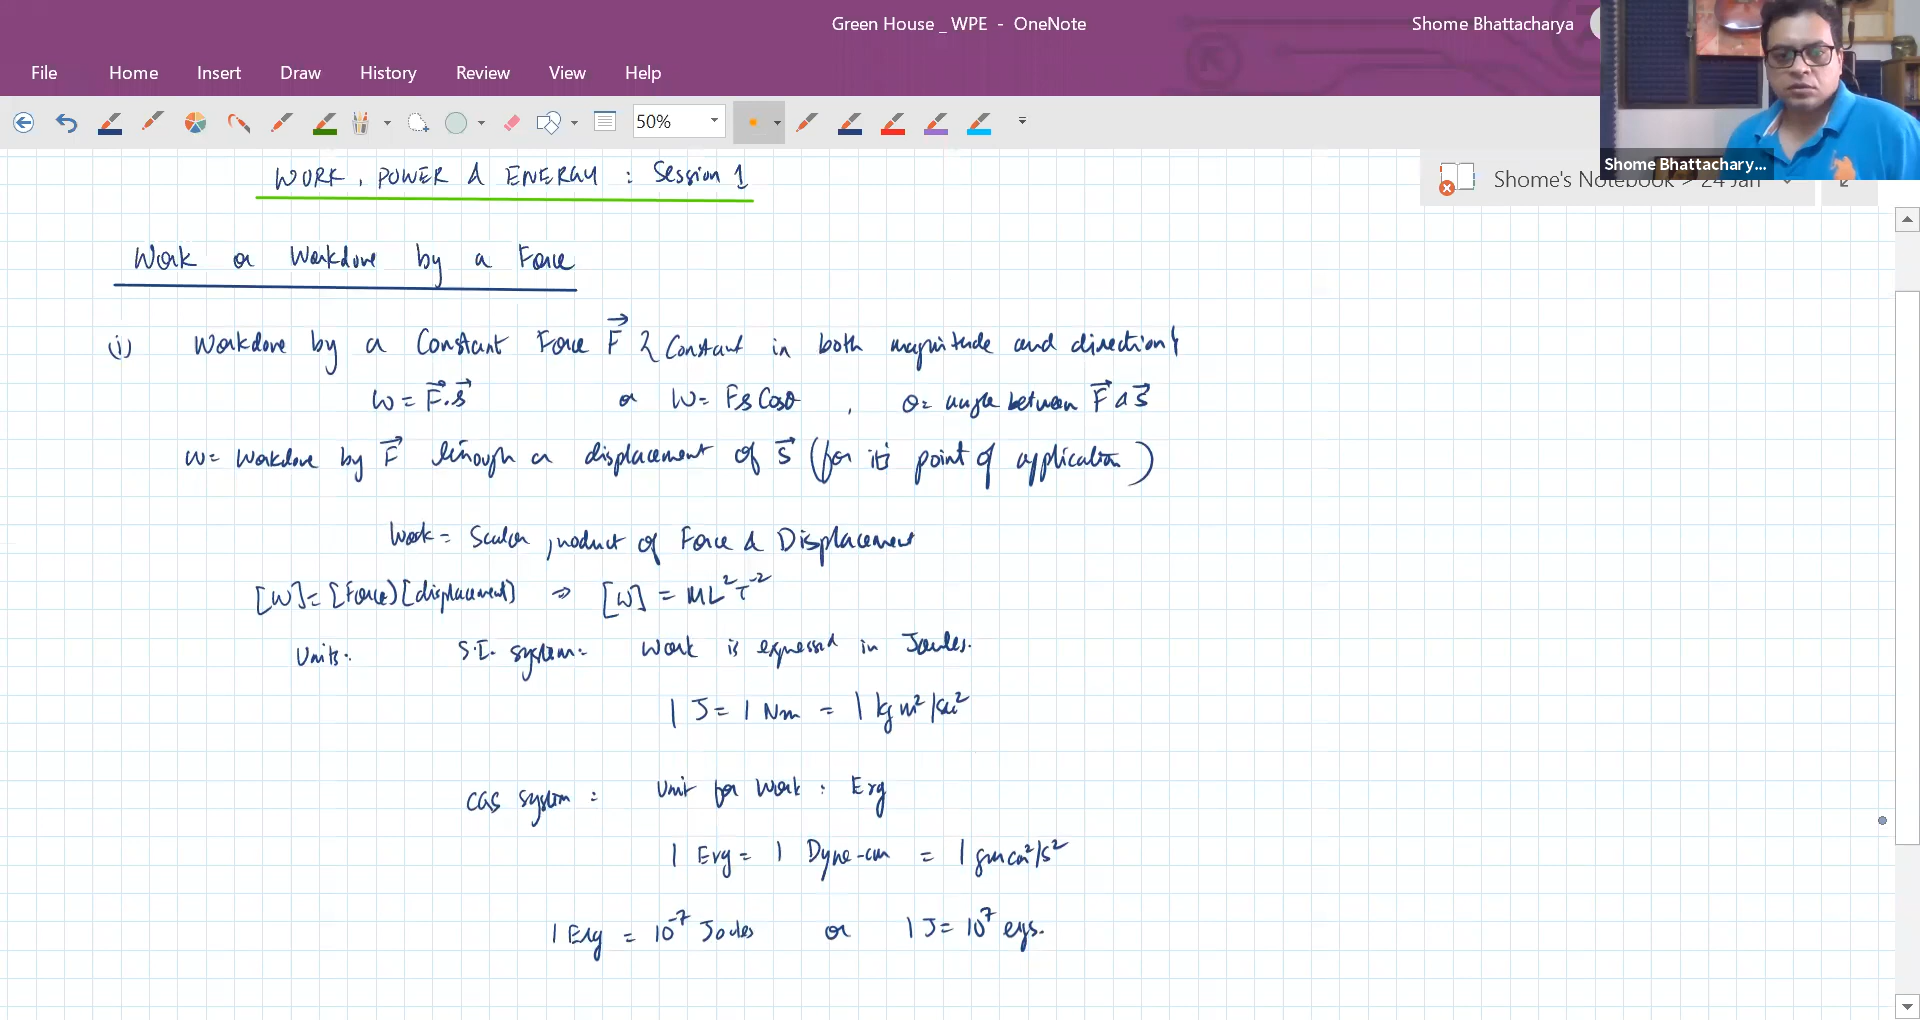 Green House _ WPE - OneNote
Shome Bhattacharya
File Home Insert Draw History Review View Help
50%
Shome Bhattachary...
Shome's Notebook > 24 Jan
WORK, POWER & ENERGY : Session 1
Work or Workdone by a Force
(i) Workdone by a Constant Force F⃗ { Constant in both magnitude and direction}
W = F⃗.s⃗ or W = Fs Cosθ , θ = angle between F⃗ & s⃗
W = Workdone by F⃗ through a displacement of s⃗ (for its point of application)
Work = Scalar product of Force & Displacement
[W] = [Force][displacement] ⇒ [W] = ML²T⁻²
Units: S.I. system: Work is expressed in Joules.
1 J = 1 Nm = 1 kg m²/sec²
CGS system : Unit for Work : Erg
1 Erg = 1 Dyne-cm = 1 gm cm²/s²
1 Erg = 10⁻⁷ Joules or 1 J = 10⁷ ergs.